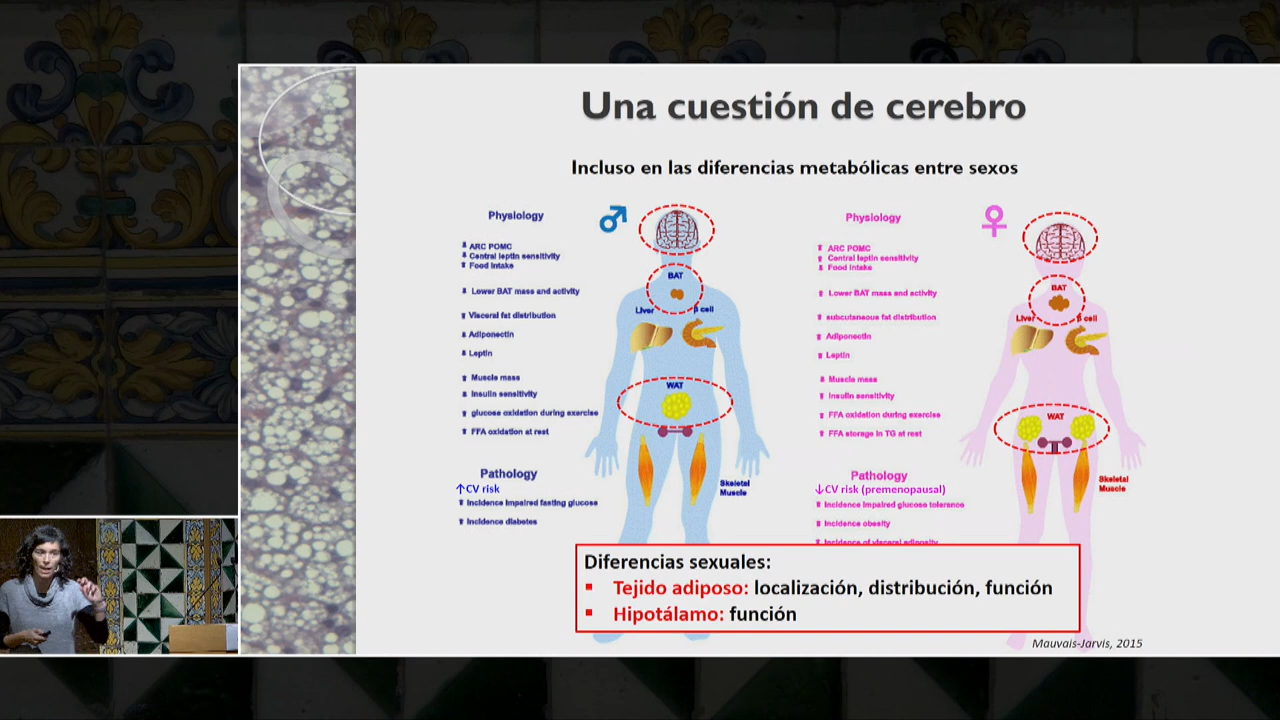 Una cuestión de cerebro
Incluso en las diferencias metabólicas entre sexos
Physiology
ARC POMC
Central leptin sensitivity
Food Intake
Lower BAT mass and activity
Visceral fat distribution
Adiponectin
Leptin
Muscle mass
Insulin sensitivity
glucose oxidation during exercise
FFA oxidation at rest
Pathology
↑CV risk
Incidence Impaired fasting glucose
Incidence diabetes
♂
BAT
Liver
β cell
WAT
Skeletal
Muscle
Physiology
ARC POMC
Central leptin sensitivity
Food Intake
Lower BAT mass and activity
subcutaneous fat distribution
Adiponectin
Leptin
Muscle mass
Insulin sensitivity
FFA oxidation during exercise
FFA storage in TG at rest
Pathology
↓CV risk (premenopausal)
Incidence Impaired glucose tolerance
Incidence obesity
Incidence of visceral adiposity
♀
BAT
Liver
β cell
WAT
Skeletal
Muscle
Diferencias sexuales:
▪ Tejido adiposo: localización, distribución, función
▪ Hipotálamo: función
Mauvais-Jarvis, 2015